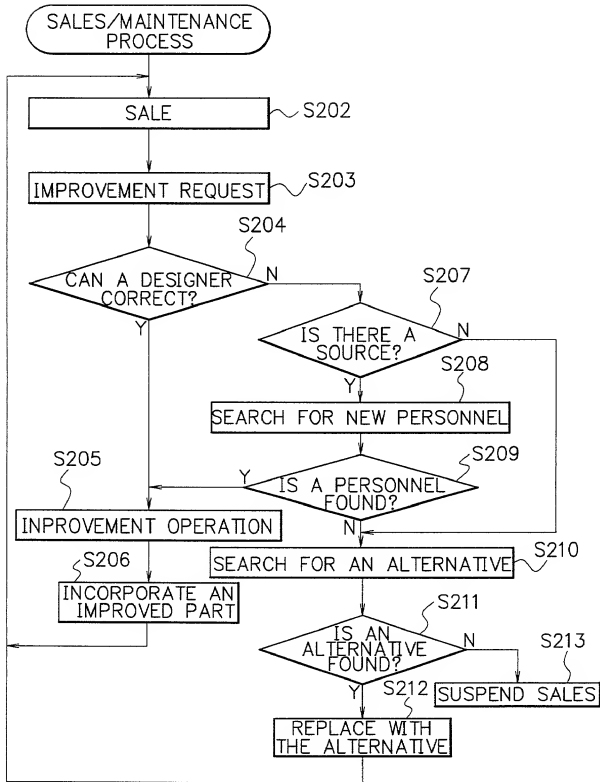 SALES/MAINTENANCE
PROCESS
SALE
S202
IMPROVEMENT REQUEST
S203
S204
CAN A DESIGNER
CORRECT?
N
Y
S207
IS THERE A
SOURCE?
N
Y
S208
SEARCH FOR NEW PERSONNEL
S209
IS A PERSONNEL
FOUND?
Y
N
S205
INPROVEMENT OPERATION
S206
INCORPORATE AN
IMPROVED PART
SEARCH FOR AN ALTERNATIVE
S210
S211
IS AN
ALTERNATIVE
FOUND?
N
Y
S213
SUSPEND SALES
S212
REPLACE WITH
THE ALTERNATIVE